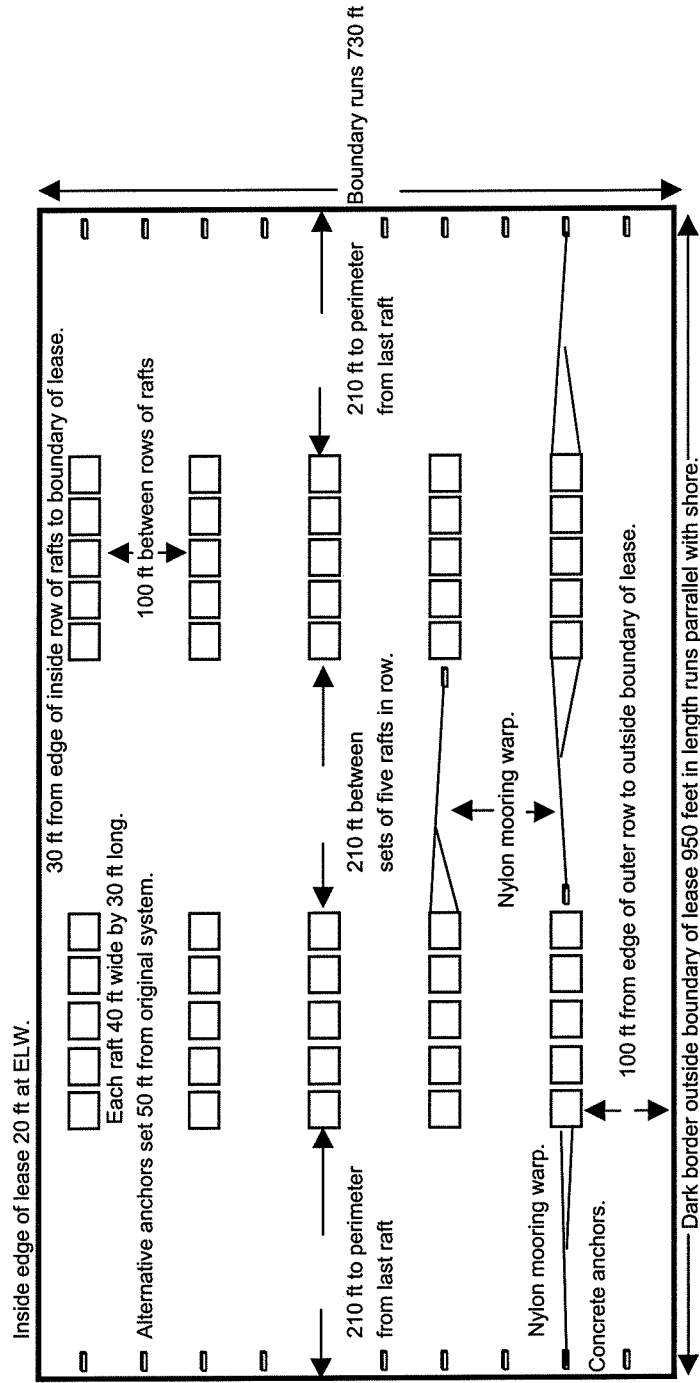 Inside edge of lease 20 ft at ELW.
30 ft from edge of inside row of rafts to boundary of lease.
Each raft 40 ft wide by 30 ft long.
Alternative anchors set 50 ft from original system.
100 ft between rows of rafts
210 ft to perimeter
from last raft
210 ft between
sets of five rafts in row.
210 ft to perimeter
from last raft
Boundary runs 730 ft
Nylon mooring warp.
Nylon mooring warp.
Concrete anchors.
100 ft from edge of outer row to outside boundary of lease.
Dark border outside boundary of lease 950 feet in length runs parrallel with shore.